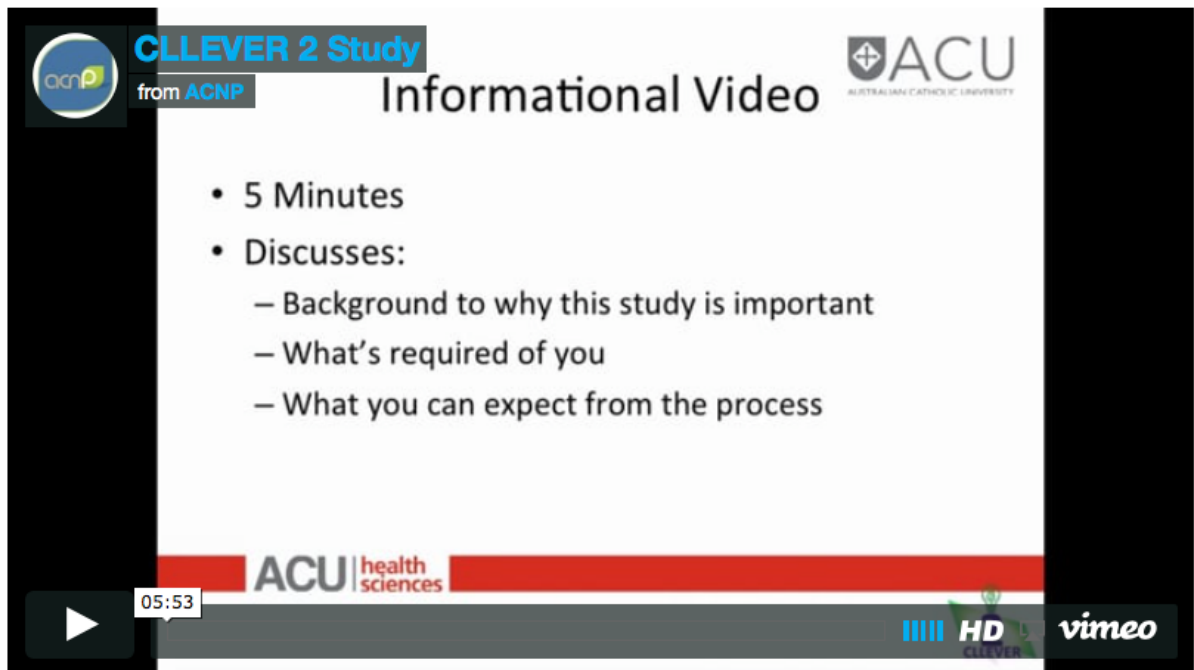 CLLEVER 2 Study
from ACNP
acnp
Informational Video
ACU
AUSTRALIAN CATHOLIC UNIVERSITY
• 5 Minutes
• Discusses:
– Background to why this study is important
– What's required of you
– What you can expect from the process
ACU health sciences
05:53
HD
vimeo
CLLEVER